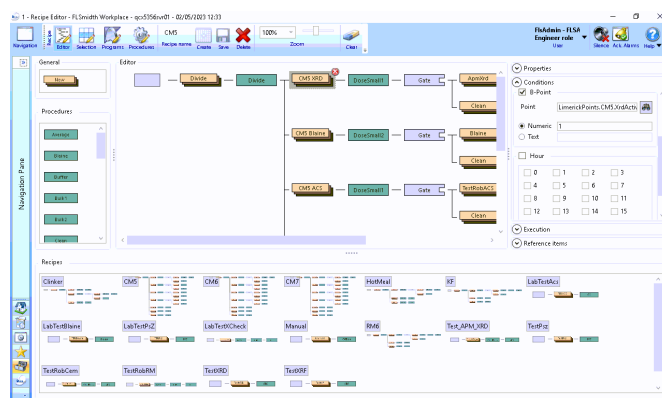 1 - Recipe Editor - FLSmidth Workplace - qcx5356srvr01 - 02/05/2023 12:33
Navigation
Recipe
Editor
Selection
Programs
Procedures
CM5
Recipe name
Create
Save
Delete
100%
Zoom
Clear
FlsAdmin - FLSA
Engineer role
User
Silence
Ack. Alarms
Help
Navigation Pane
General
New
Procedures
Average
Blaine
Buffer
Bulk1
Bulk2
Clean
Editor
Divide
Divide
CM5 XRD
DoseSmall1
Gate
ApmXrd
Clean
CM5 Blaine
DoseSmall2
Gate
Blaine
Clean
CM5 ACS
DoseSmall1
Gate
TestRobACS
Clean
Properties
Conditions
8-Point
Point
LimerickPoints.CM5.XrdActiv
Numeric
1
Text
Hour
0
1
2
3
4
5
6
7
8
9
10
11
12
13
14
15
Execution
Reference items
Recipes
Clinker
CM5
CM6
CM7
HotMeal
KF
LabTestAcs
LabTestBlaine
LabTestPsZ
LabTestXCheck
Manual
RM6
Test_APM_XRD
TestPsz
TestRobCem
TestRobRM
TestXRD
TestXRF